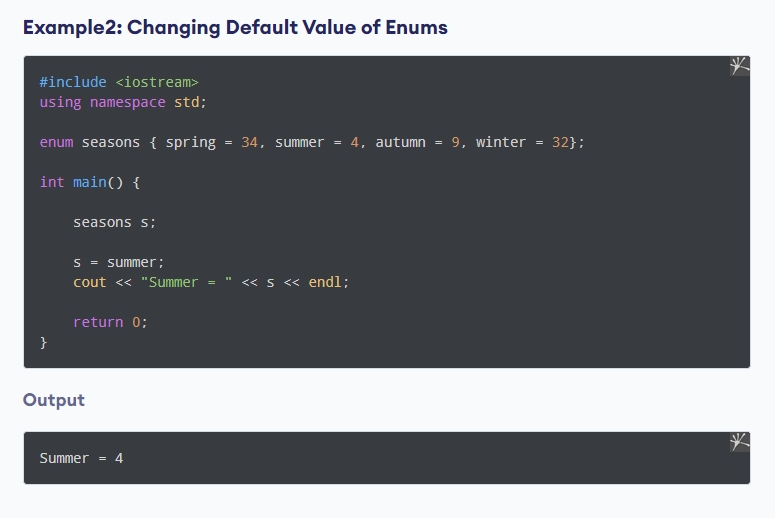 Example2: Changing Default Value of Enums
#include <iostream>
using namespace std;
enum seasons { spring = 34, summer = 4, autumn = 9, winter = 32};
int main() {
seasons s;
s = summer;
cout << "Summer = " << s << endl;
return 0;
}
Output
Summer = 4